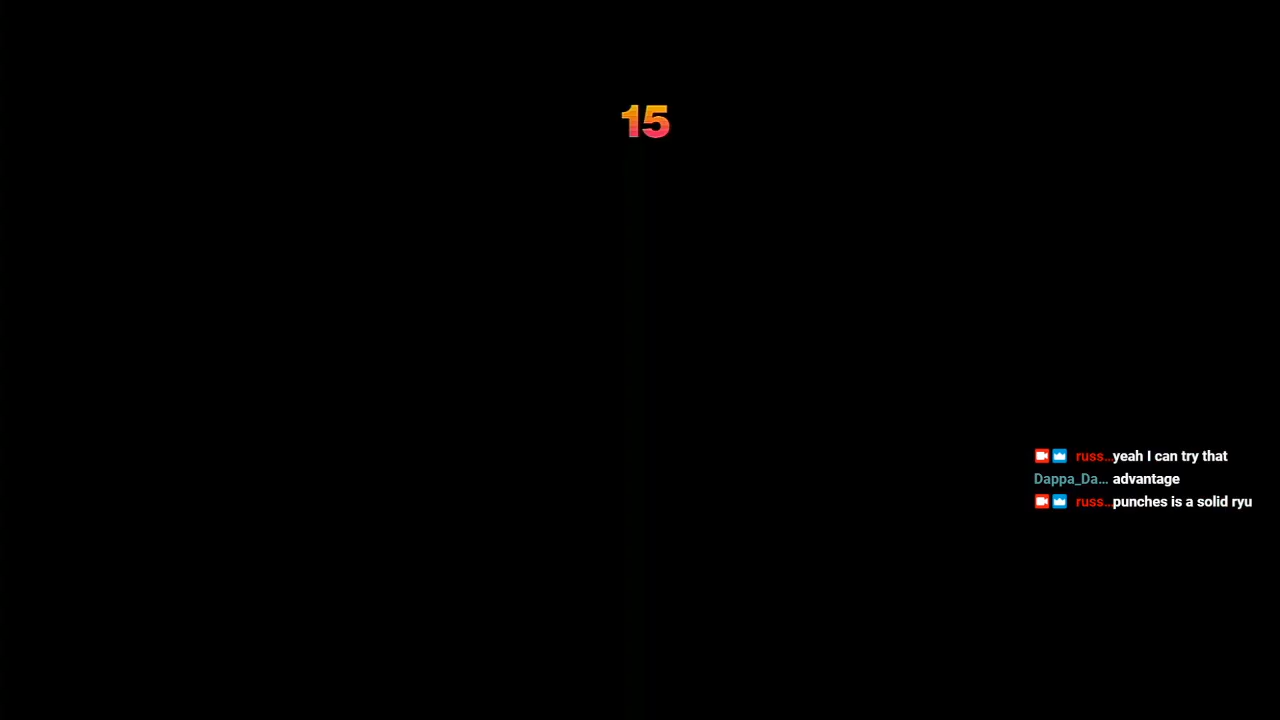 15
russ…yeah I can try that
Dappa_Da… advantage
russ…punches is a solid ryu